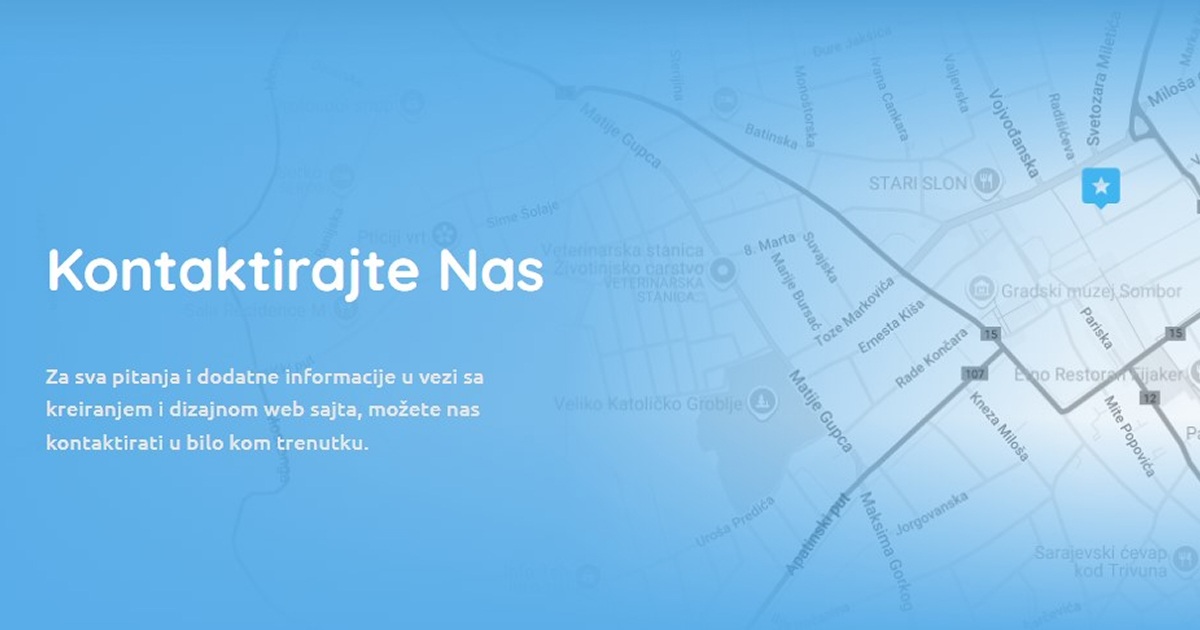 Kontaktirajte Nas
Za sva pitanja i dodatne informacije u vezi sa
kreiranjem i dizajnom web sajta, možete nas
kontaktirati u bilo kom trenutku.
Đure Jakšića
Monoštorska
Ivana Cankara
Valjevska
Vojvođanska
Radišićeva
Svetozara Miletića
Miloša
Matije Gupca
Batinska
STARI SLON
Sime Šolaje
Ptičiji vrt
Veterinarska stanica
Životinjsko carstvo
VETERINARSKA
STANICA...
8. Marta
Suvajska
Marije Bursać
Toze Markovića
Ernesta Kiša
Rade Končara
Gradski muzej Sombor
Pariska
15
15
107
12
Etno Restoran Fijaker
Veliko Katoličko Groblje
Matije Gupca
Kneza Miloša
Mite Popovića
Uroša Predića
Apatinski put
Maksima Gorkog
Jorgovanska
Sarajevski ćevap
kod Trivuna